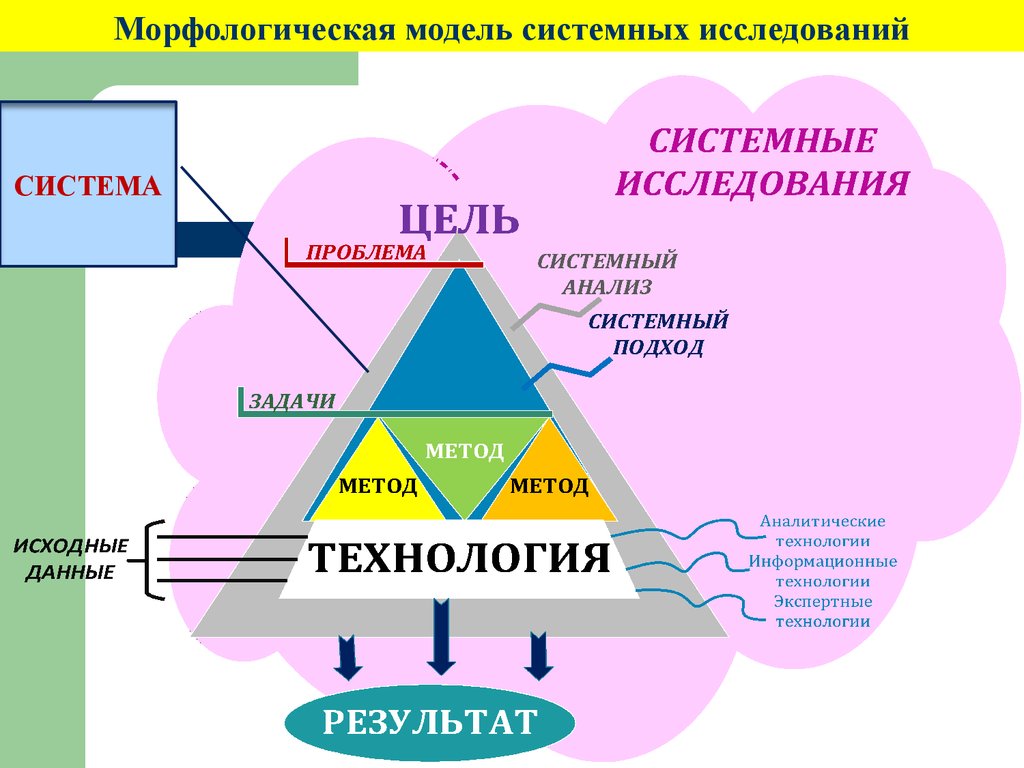 Морфологическая модель системных исследований
СИСТЕМНЫЕ
ИССЛЕДОВАНИЯ
СИСТЕМА
ЦЕЛЬ
ПРОБЛЕМА
СИСТЕМНЫЙ
АНАЛИЗ
СИСТЕМНЫЙ
ПОДХОД
ЗАДАЧИ
МЕТОД
МЕТОД
МЕТОД
ИСХОДНЫЕ
ДАННЫЕ
ТЕХНОЛОГИЯ
Аналитические
технологии
Информационные
технологии
Экспертные
технологии
РЕЗУЛЬТАТ